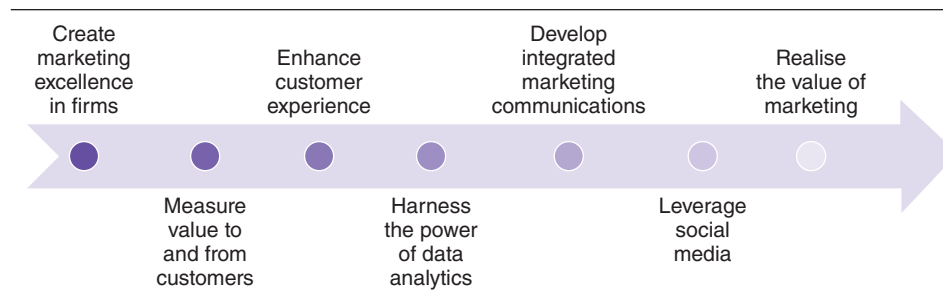 Create
marketing
excellence
in firms
Measure
value to
and from
customers
Enhance
customer
experience
Harness
the power
of data
analytics
Develop
integrated
marketing
communications
Leverage
social
media
Realise
the value of
marketing